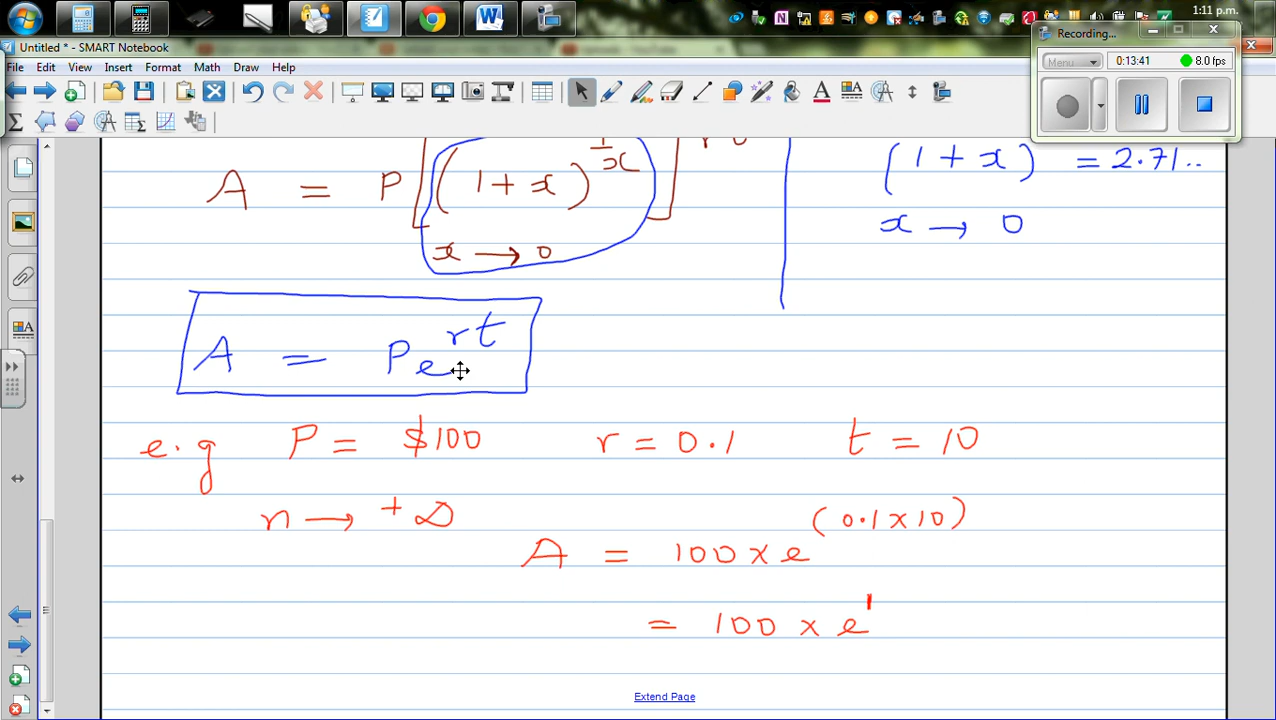 1:11 p.m.
Untitled * - SMART Notebook
Recording...
File Edit View Insert Format Math Draw Help
Menu 0:13:41 8.0 fps
A = P[(1 + x)^{1/x}]
x → 0
(1 + x) = 2.71..
x → 0
A = Pe^{rt}
e.g P = $100 r = 0.1 t = 10
n → +∞
A = 100 x e^{(0.1x10)}
= 100 x e^1
Extend Page